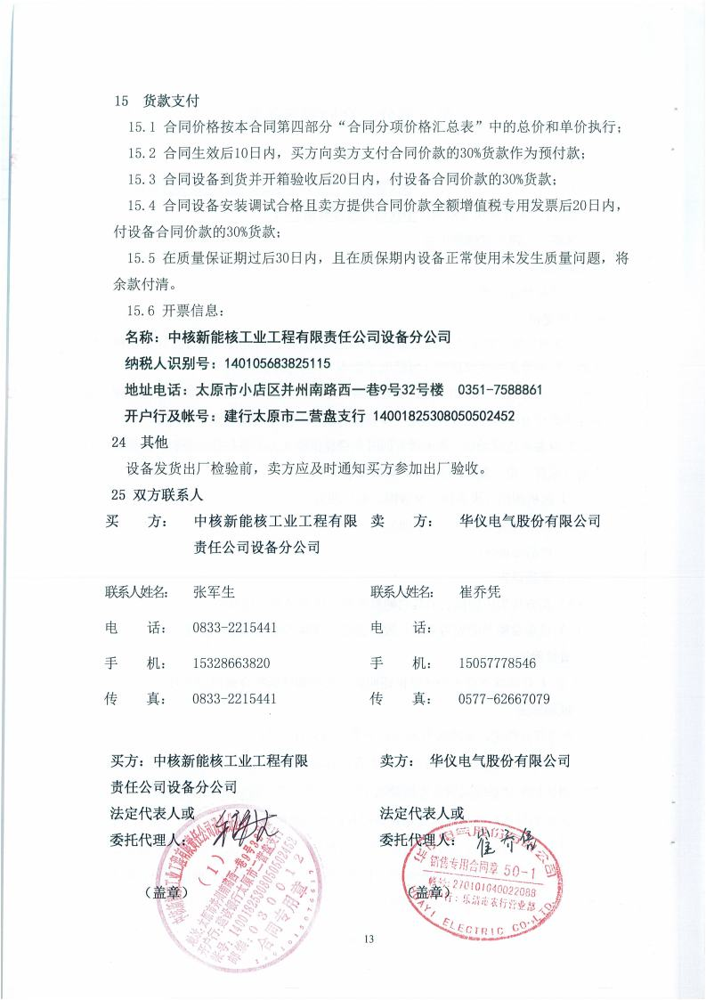 15 货款支付
15.1 合同价格按本合同第四部分“合同分项价格汇总表”中的总价和单价执行;
15.2 合同生效后10日内，买方向卖方支付合同价款的30%货款作为预付款;
15.3 合同设备到货并开箱验收后20日内，付设备合同价款的30%货款;
15.4 合同设备安装调试合格且卖方提供合同价款全额增值税专用发票后20日内，
付设备合同价款的30%货款;
15.5 在质量保证期过后30日内，且在质保期内设备正常使用未发生质量问题，将
余款付清。
15.6 开票信息:
名称: 中核新能核工业工程有限责任公司设备分公司
纳税人识别号: 140105683825115
地址电话: 太原市小店区并州南路西一巷9号32号楼 0351-7588861
开户行及帐号: 建行太原市二营盘支行 14001825308050502452
24 其他
设备发货出厂检验前，卖方应及时通知买方参加出厂验收。
25 双方联系人
买 方: 中核新能核工业工程有限 卖 方: 华仪电气股份有限公司
责任公司设备分公司
联系人姓名: 张军生 联系人姓名: 崔乔凭
电 话: 0833-2215441 电 话:
手 机: 15328663820 手 机: 15057778546
传 真: 0833-2215441 传 真: 0577-62667079
买方: 中核新能核工业工程有限 卖方: 华仪电气股份有限公司
责任公司设备分公司
法定代表人或 法定代表人或
委托代理人: 委托代理人:
(盖章) (盖章)
(1)
开户行:建设银行太原市二营盘支行
帐号:14001825308050502452
邮编:030012
合同专用章
华仪电气股份有限公司
销售专用合同章 50-1
帐号:270101040022088
开户行:乐清市农行营业部
HUAYI ELECTRIC CO.,LTD.
13